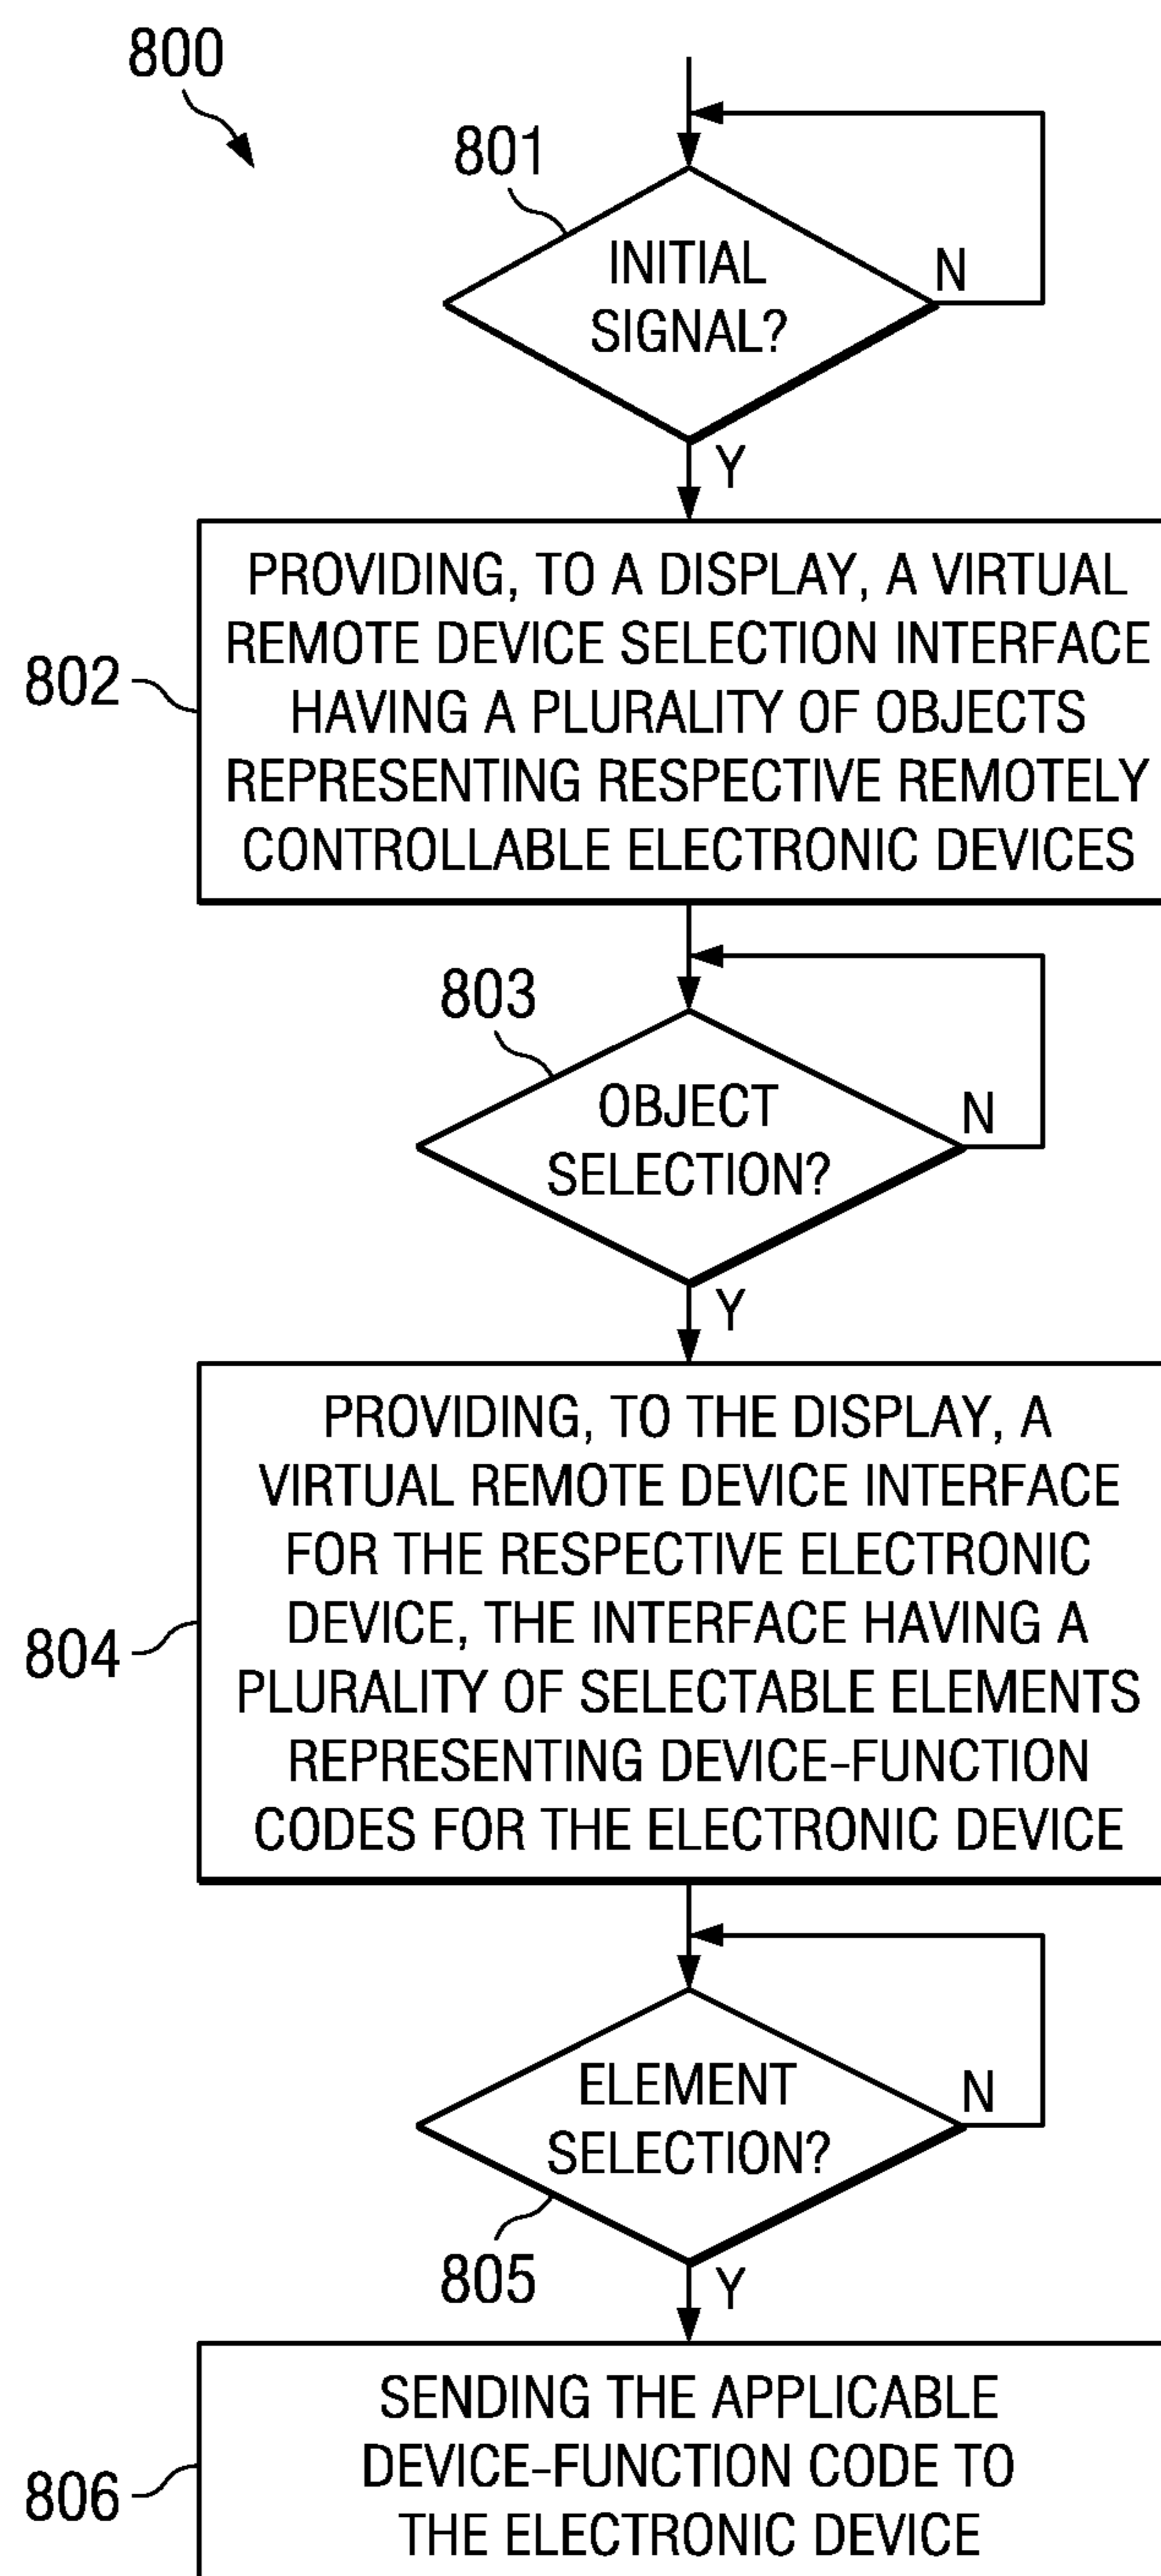 800
801
INITIAL
SIGNAL?
N
Y
802
PROVIDING, TO A DISPLAY, A VIRTUAL
REMOTE DEVICE SELECTION INTERFACE
HAVING A PLURALITY OF OBJECTS
REPRESENTING RESPECTIVE REMOTELY
CONTROLLABLE ELECTRONIC DEVICES
803
OBJECT
SELECTION?
N
Y
804
PROVIDING, TO THE DISPLAY, A
VIRTUAL REMOTE DEVICE INTERFACE
FOR THE RESPECTIVE ELECTRONIC
DEVICE, THE INTERFACE HAVING A
PLURALITY OF SELECTABLE ELEMENTS
REPRESENTING DEVICE-FUNCTION
CODES FOR THE ELECTRONIC DEVICE
ELEMENT
SELECTION?
N
805
Y
806
SENDING THE APPLICABLE
DEVICE-FUNCTION CODE TO
THE ELECTRONIC DEVICE